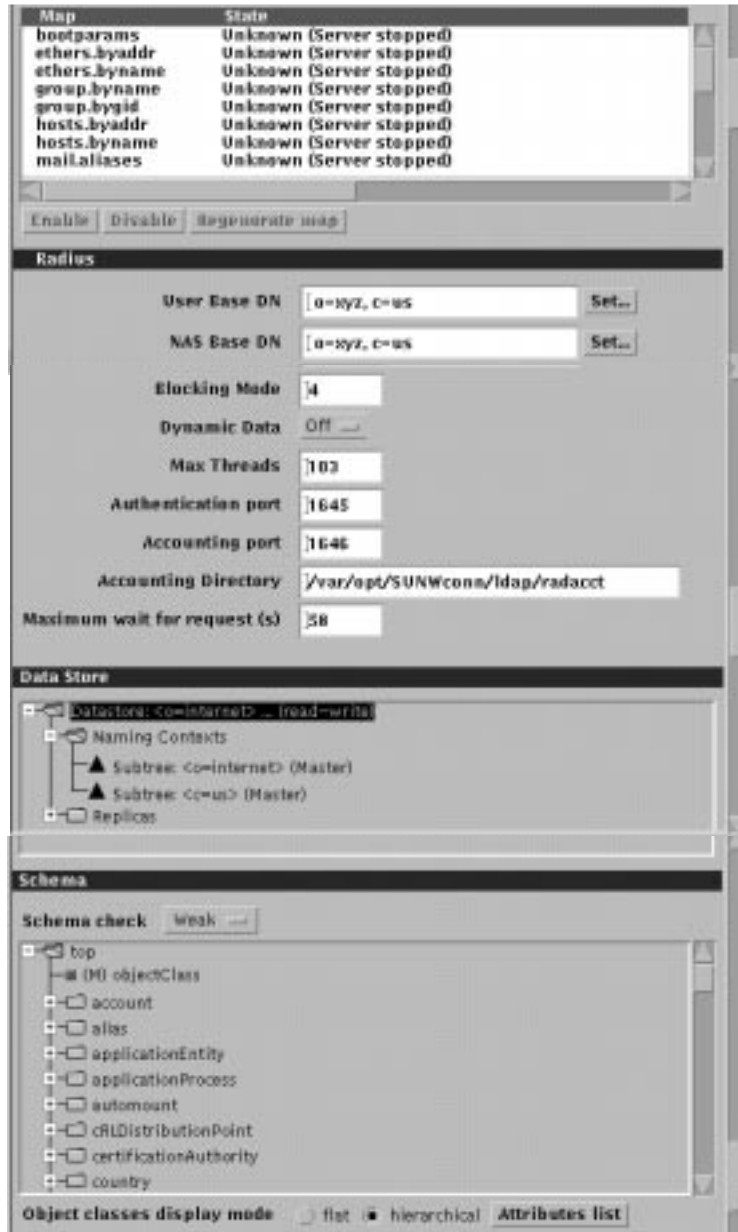 Map State
bootparams Unknown (Server stopped)
ethers.byaddr Unknown (Server stopped)
ethers.byname Unknown (Server stopped)
group.byname Unknown (Server stopped)
group.bygid Unknown (Server stopped)
hosts.byaddr Unknown (Server stopped)
hosts.byname Unknown (Server stopped)
mail.aliases Unknown (Server stopped)
Enable Disable Regenerate map
Radius
User Base DN o=xyz, c=us Set...
NAS Base DN o=xyz, c=us Set...
Blocking Mode 4
Dynamic Data Off
Max Threads 103
Authentication port 1645
Accounting port 1646
Accounting Directory /var/opt/SUNWconn/ldap/radacct
Maximum wait for request (s) 58
Data Store
Datastore: <o=internet> ... (read-write)
Naming Contexts
Subtree: <o=internet> (Master)
Subtree: <c=us> (Master)
Replicas
Schema
Schema check Weak
top
(M) objectClass
account
alias
applicationEntity
applicationProcess
automount
cRLDistributionPoint
certificationAuthority
country
Object classes display mode flat hierarchical Attributes list